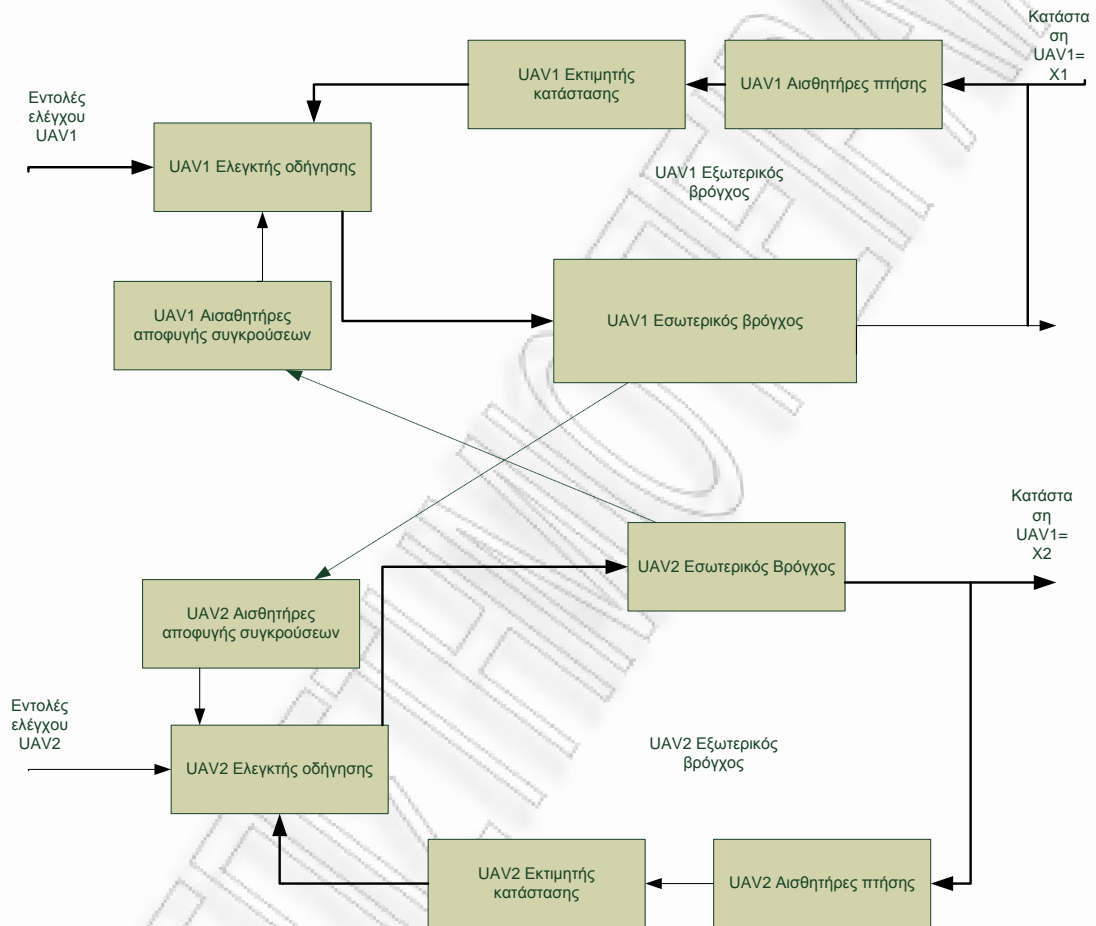 Κατάστα
ση
UAV1=
X1
UAV1 Εκτιμητής
κατάστασης
UAV1 Αισθητήρες πτήσης
Εντολές
ελέγχου
UAV1
UAV1 Ελεγκτής οδήγησης
UAV1 Εξωτερικός
βρόγχος
UAV1 Αισαθητήρες
αποφυγής συγκρούσεων
UAV1 Εσωτερικός βρόγχος
Κατάστα
ση
UAV1=
X2
UAV2 Εσωτερικός Βρόγχος
UAV2 Αισθητήρες
αποφυγής συγκρούσεων
Εντολές
ελέγχου
UAV2
UAV2 Ελεγκτής οδήγησης
UAV2 Εξωτερικός
βρόγχος
UAV2 Εκτιμητής
κατάστασης
UAV2 Αισθητήρες πτήσης